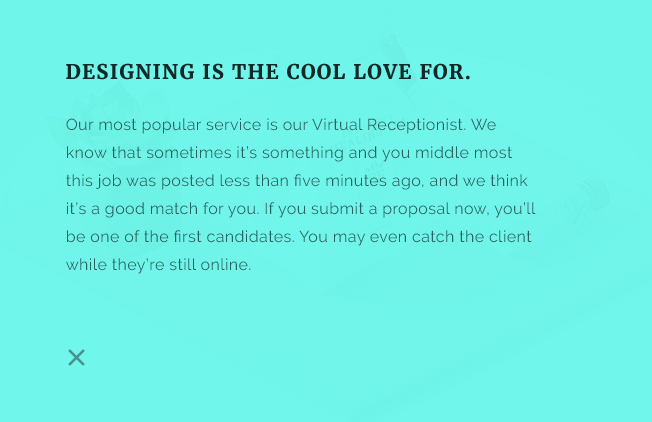 DESIGNING IS THE COOL LOVE FOR.
Our most popular service is our Virtual Receptionist. We
know that sometimes it's something and you middle most
this job was posted less than five minutes ago, and we think
it's a good match for you. If you submit a proposal now, you'll
be one of the first candidates. You may even catch the client
while they're still online.